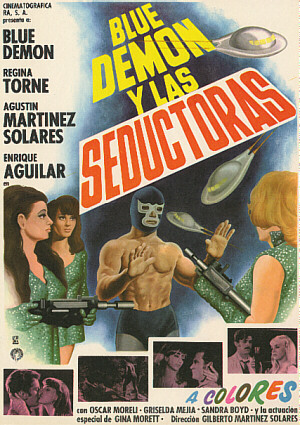 CINEMATOGRAFICA
RA, S. A.
presenta a:
BLUE
DEMON
REGINA
TORNE
AGUSTIN
MARTINEZ
SOLARES
ENRIQUE
AGUILAR
en
BLUE
DEMON
Y LAS
SEDUCTORAS
4 COLORES
con OSCAR MORELI - GRISELDA MEJIA - SANDRA BOYD - y la actuación
especial de GINA MORETT - Dirección GILBERTO MARTINEZ SOLARES